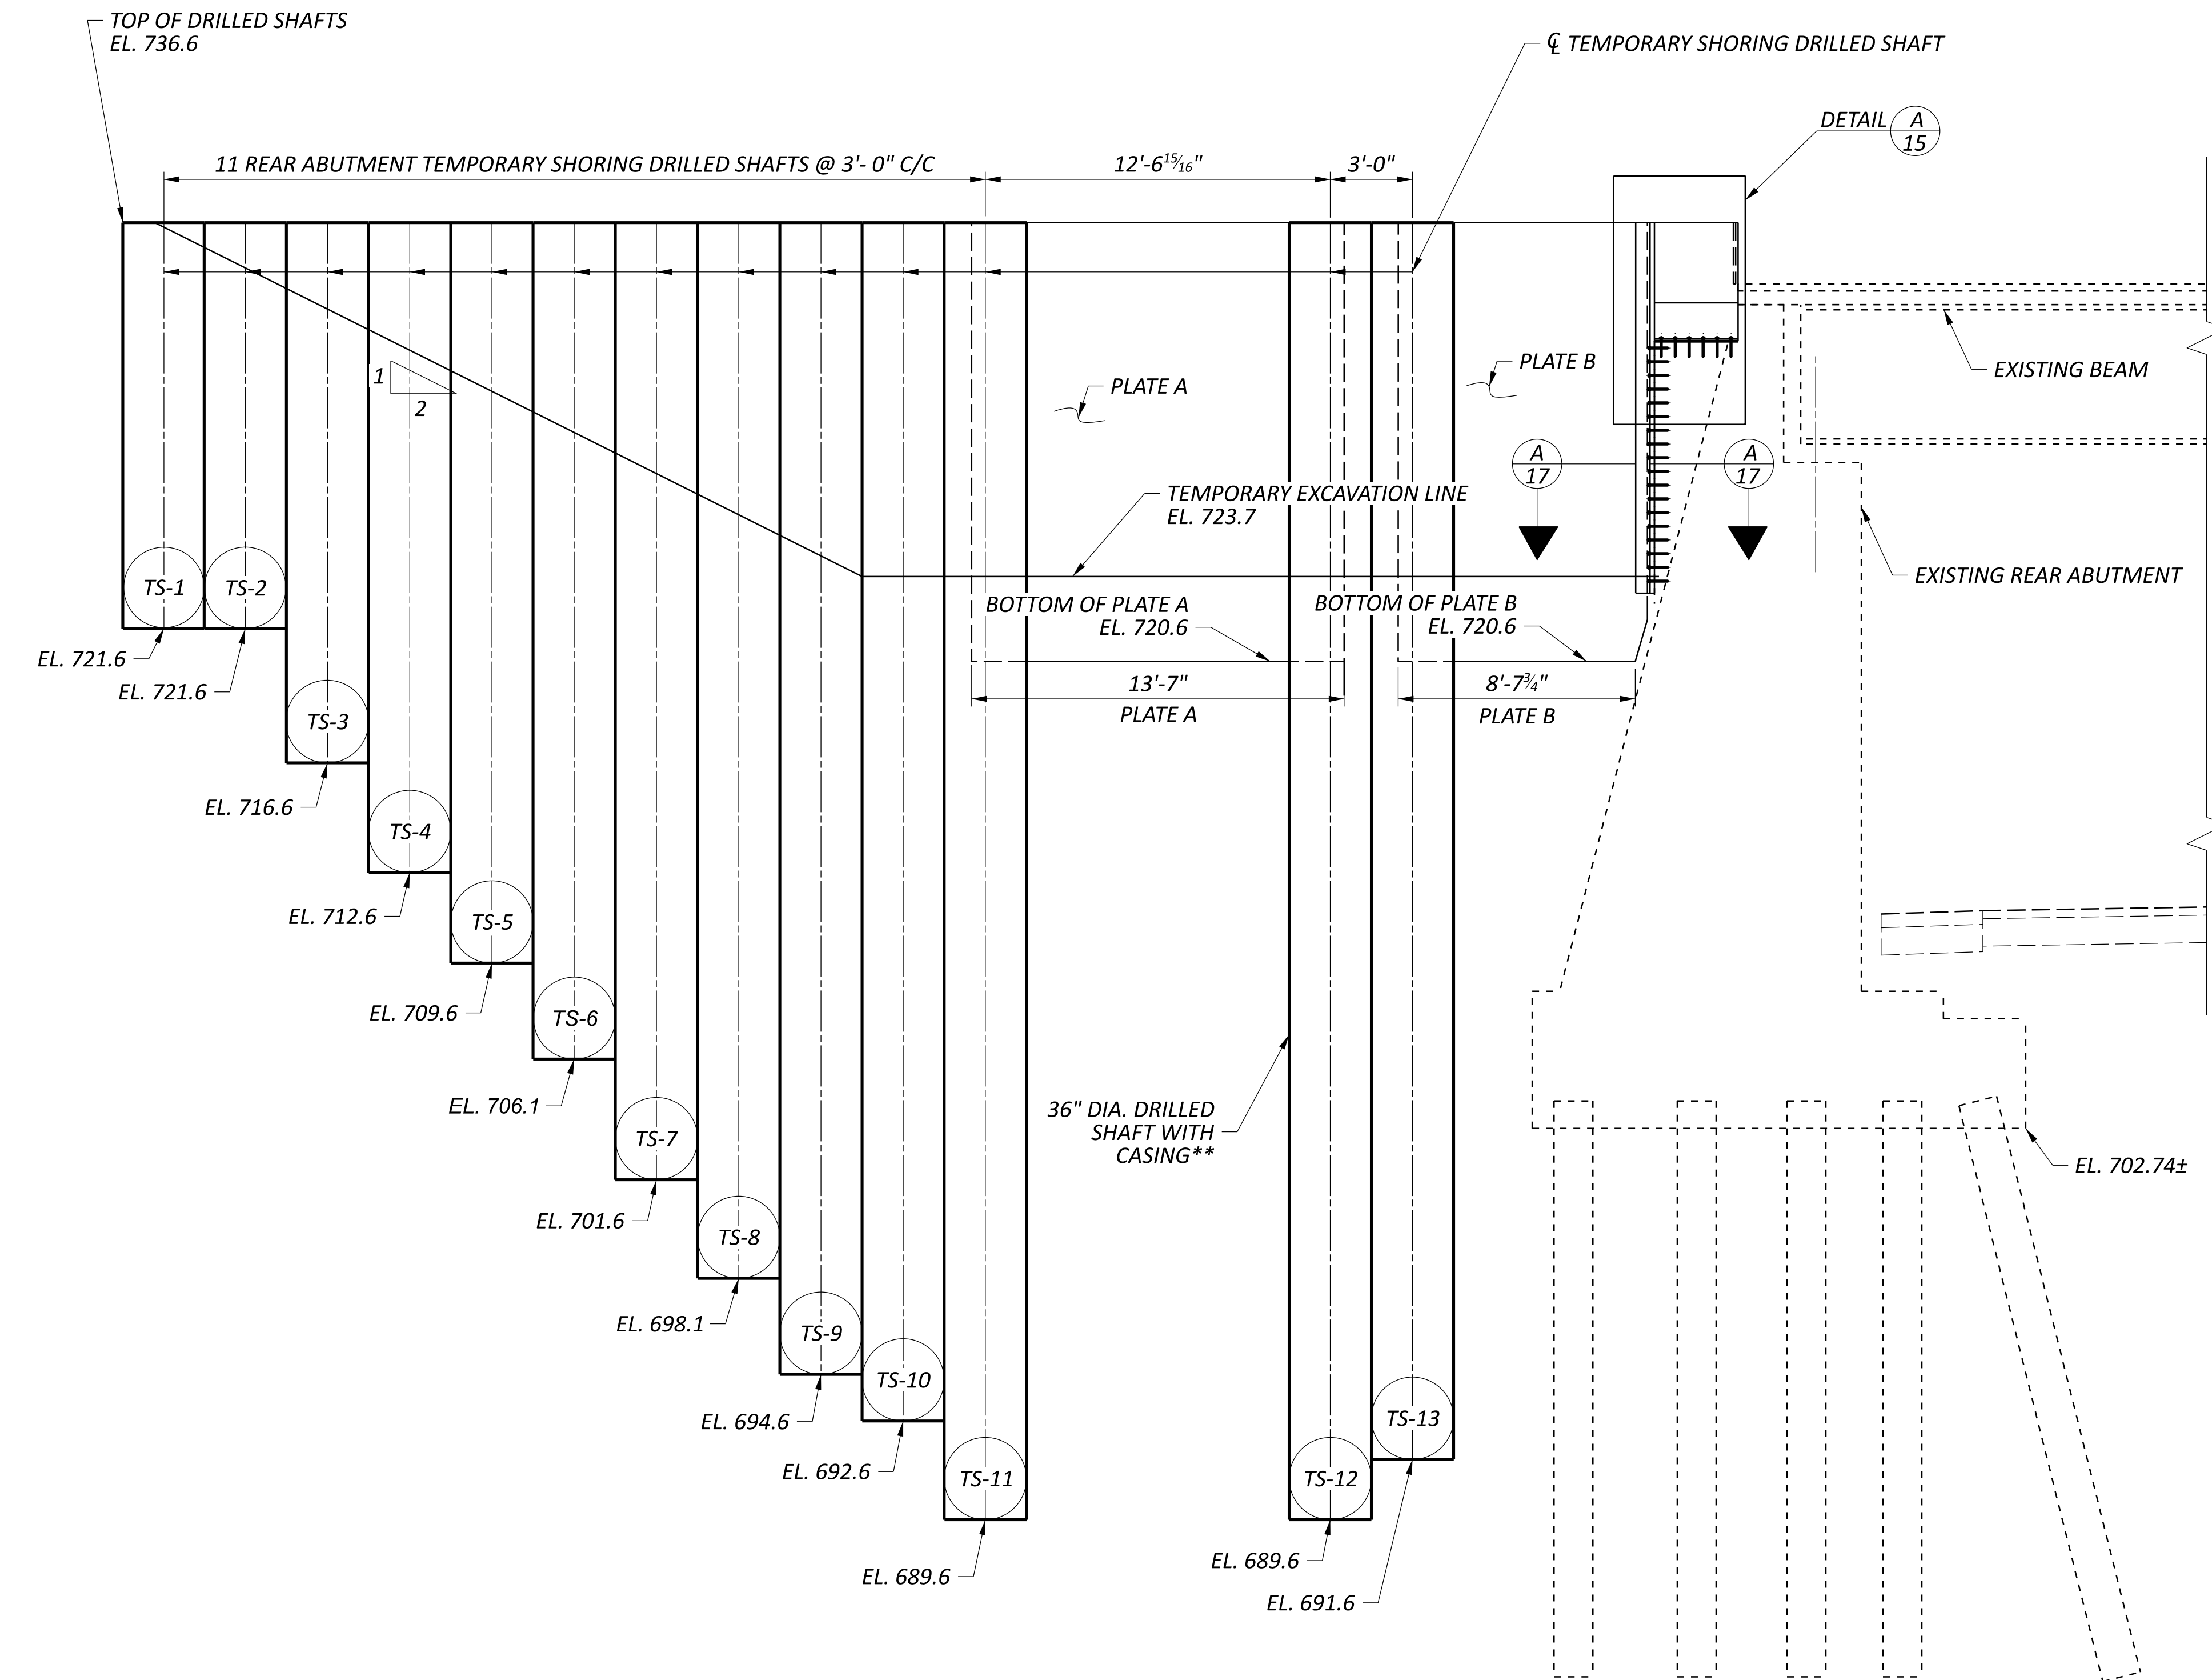 TOP OF DRILLED SHAFTS
EL. 736.6
℄ TEMPORARY SHORING DRILLED SHAFT
DETAIL
A
15
11 REAR ABUTMENT TEMPORARY SHORING DRILLED SHAFTS @ 3'- 0" C/C
12'-6 15/16"
3'-0"
1
2
PLATE A
PLATE B
EXISTING BEAM
A
17
A
17
TEMPORARY EXCAVATION LINE
EL. 723.7
EXISTING REAR ABUTMENT
BOTTOM OF PLATE A
EL. 720.6
BOTTOM OF PLATE B
EL. 720.6
13'-7"
PLATE A
8'-7 3/4"
PLATE B
TS-1
TS-2
EL. 721.6
EL. 721.6
TS-3
EL. 716.6
TS-4
EL. 712.6
TS-5
EL. 709.6
TS-6
EL. 706.1
TS-7
EL. 701.6
TS-8
EL. 698.1
TS-9
EL. 694.6
TS-10
EL. 692.6
TS-11
EL. 689.6
36" DIA. DRILLED
SHAFT WITH
CASING**
TS-12
EL. 689.6
TS-13
EL. 691.6
EL. 702.74±